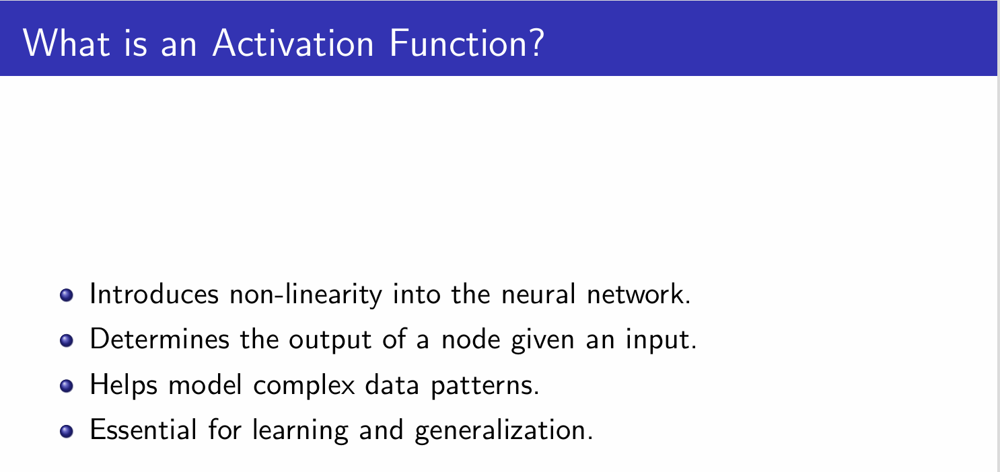 What is an Activation Function?
Introduces non-linearity into the neural network.
Determines the output of a node given an input.
Helps model complex data patterns.
Essential for learning and generalization.